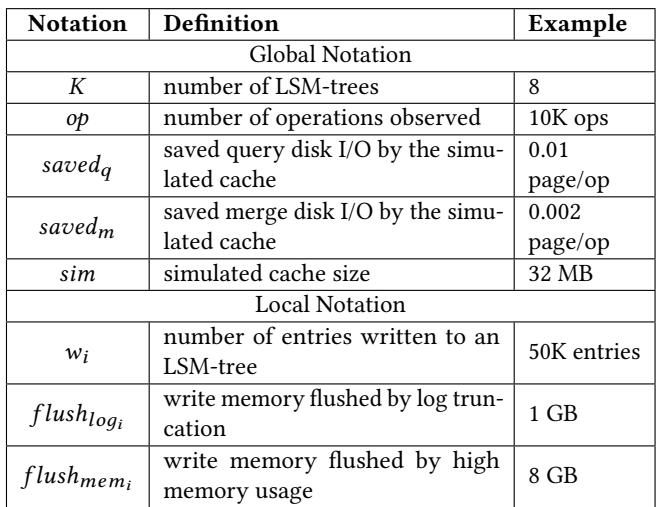 Notation Definition Example
Global Notation
K number of LSM-trees 8
op number of operations observed 10K ops
saved_q saved query disk I/O by the simu- 0.01
lated cache page/op
saved_m saved merge disk I/O by the simu- 0.002
lated cache page/op
sim simulated cache size 32 MB
Local Notation
w_i number of entries written to an 50K entries
LSM-tree
flush_{log_i} write memory flushed by log trun- 1 GB
cation
flush_{mem_i} write memory flushed by high 8 GB
memory usage